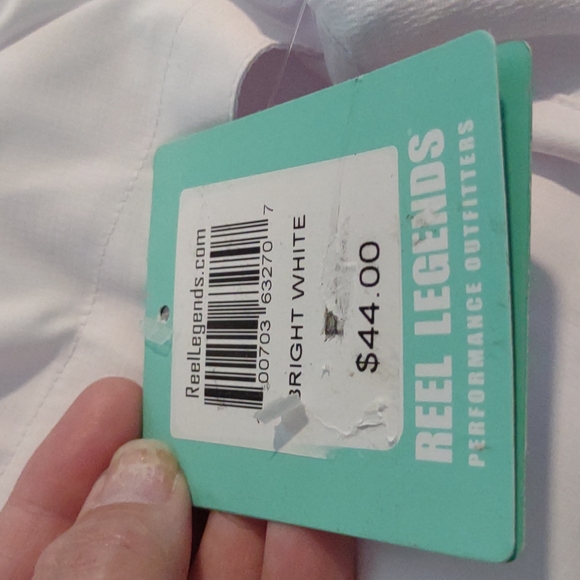 ReelLegends.com
00703 63270 7
BRIGHT WHITE
$44.00
REEL LEGENDS
PERFORMANCE OUTFITTERS